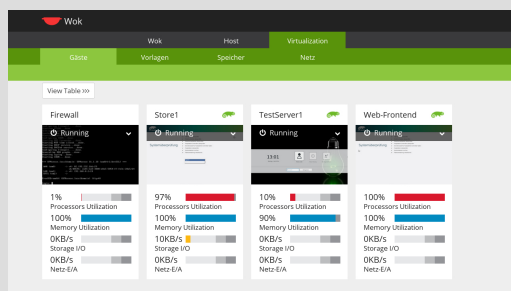 Wok
Wok Host Virtualization
Gäste Vorlagen Speicher Netz
View Table >>>
Firewall Store1 TestServer1 Web-Frontend
Running Running Running Running
13:01
1% 97% 10% 100%
Processors Utilization Processors Utilization Processors Utilization Processors Utilization
100% 100% 90% 100%
Memory Utilization Memory Utilization Memory Utilization Memory Utilization
0KB/s 10KB/s 0KB/s 0KB/s
Storage I/O Storage I/O Storage I/O Storage I/O
0KB/s 0KB/s 0KB/s 0KB/s
Netz-E/A Netz-E/A Netz-E/A Netz-E/A